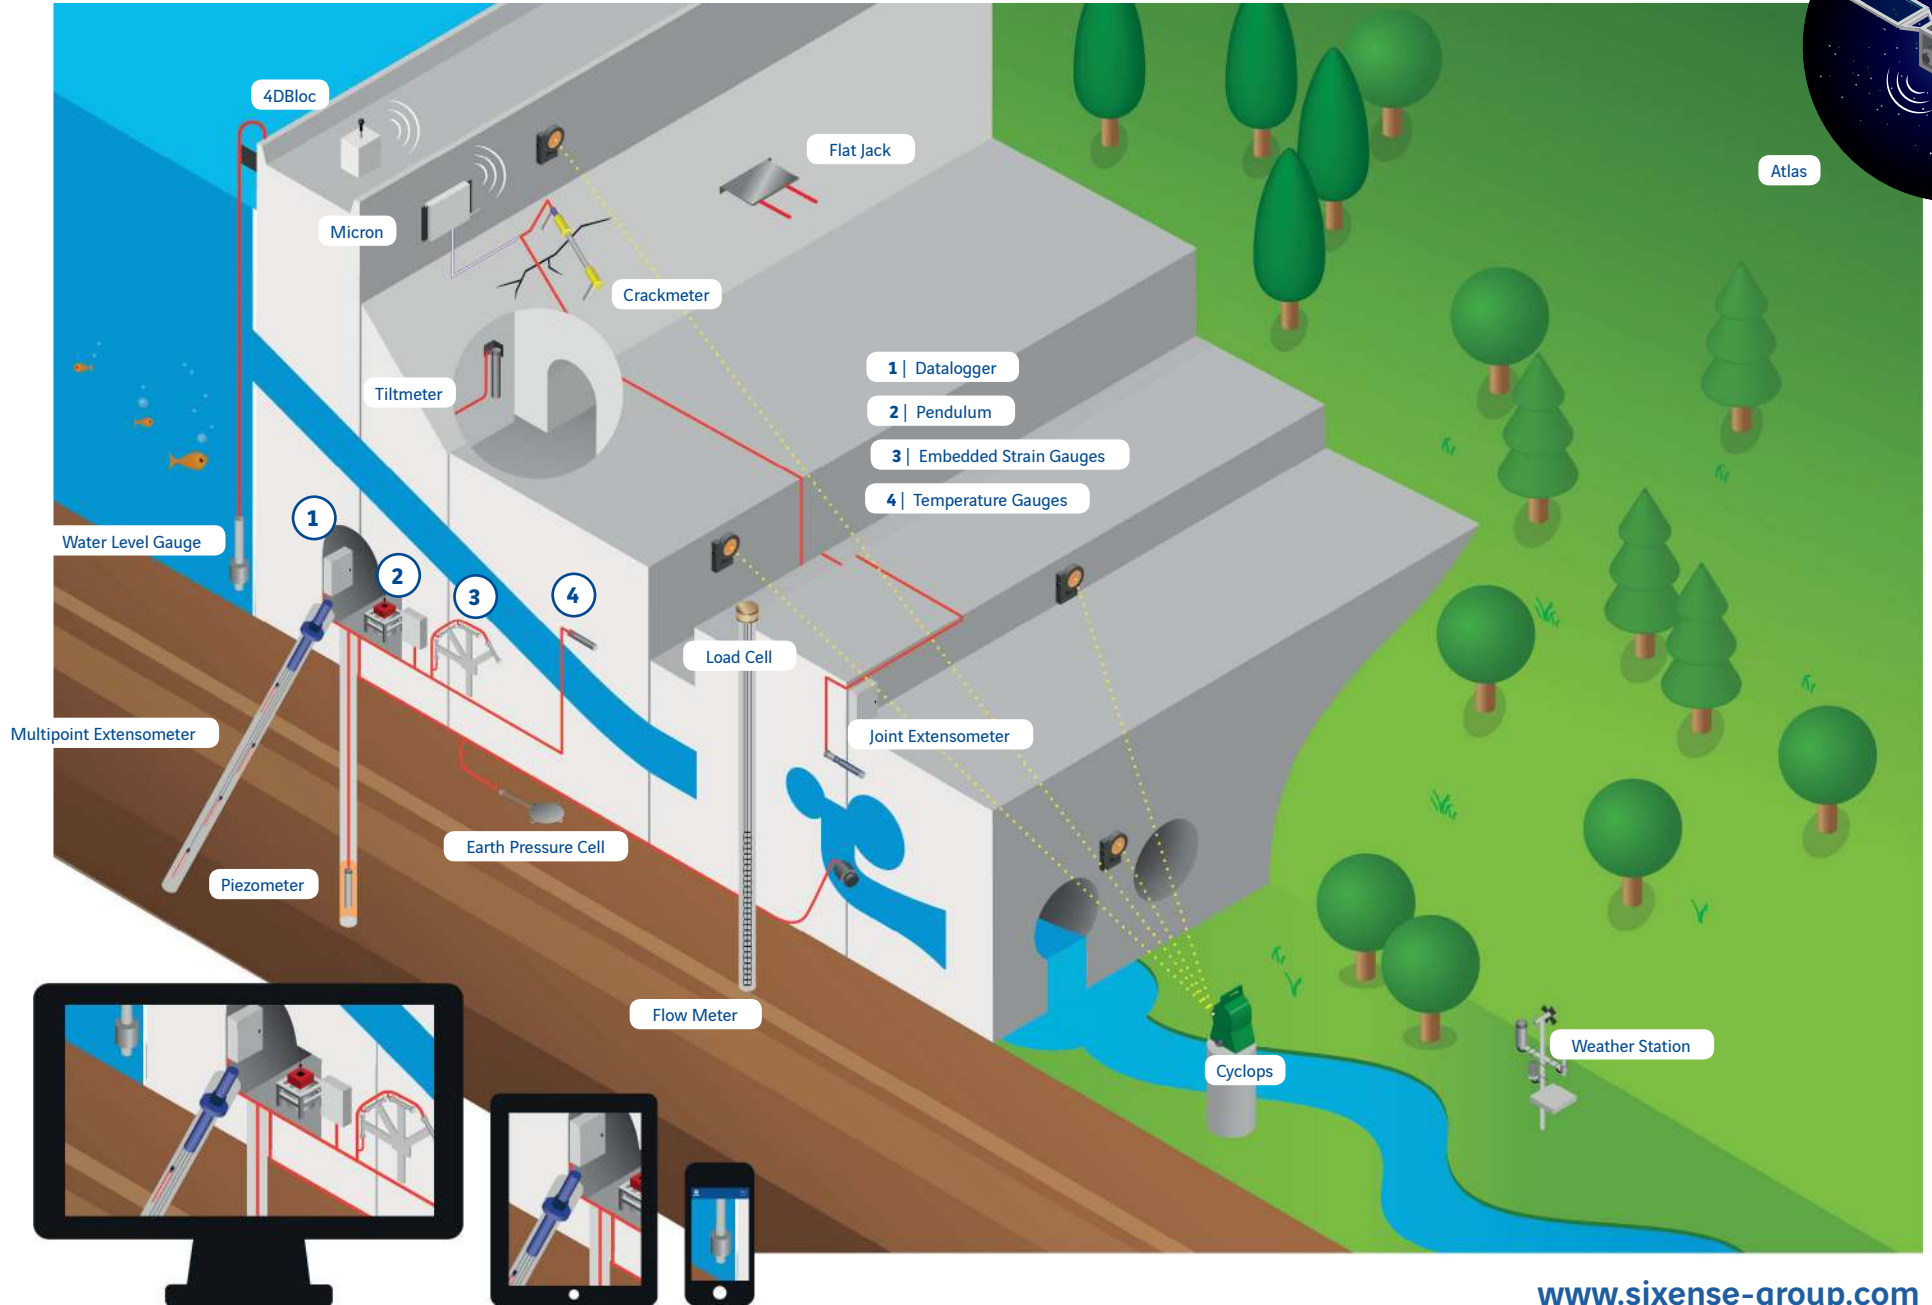 4DBloc
Flat Jack
Atlas
Micron
Crackmeter
1 | Datalogger
Tiltmeter
2 | Pendulum
3 | Embedded Strain Gauges
4 | Temperature Gauges
1
Water Level Gauge
2
3
4
Load Cell
Multipoint Extensometer
Joint Extensometer
Earth Pressure Cell
Piezometer
Flow Meter
Weather Station
Cyclops
www.sixense-group.com